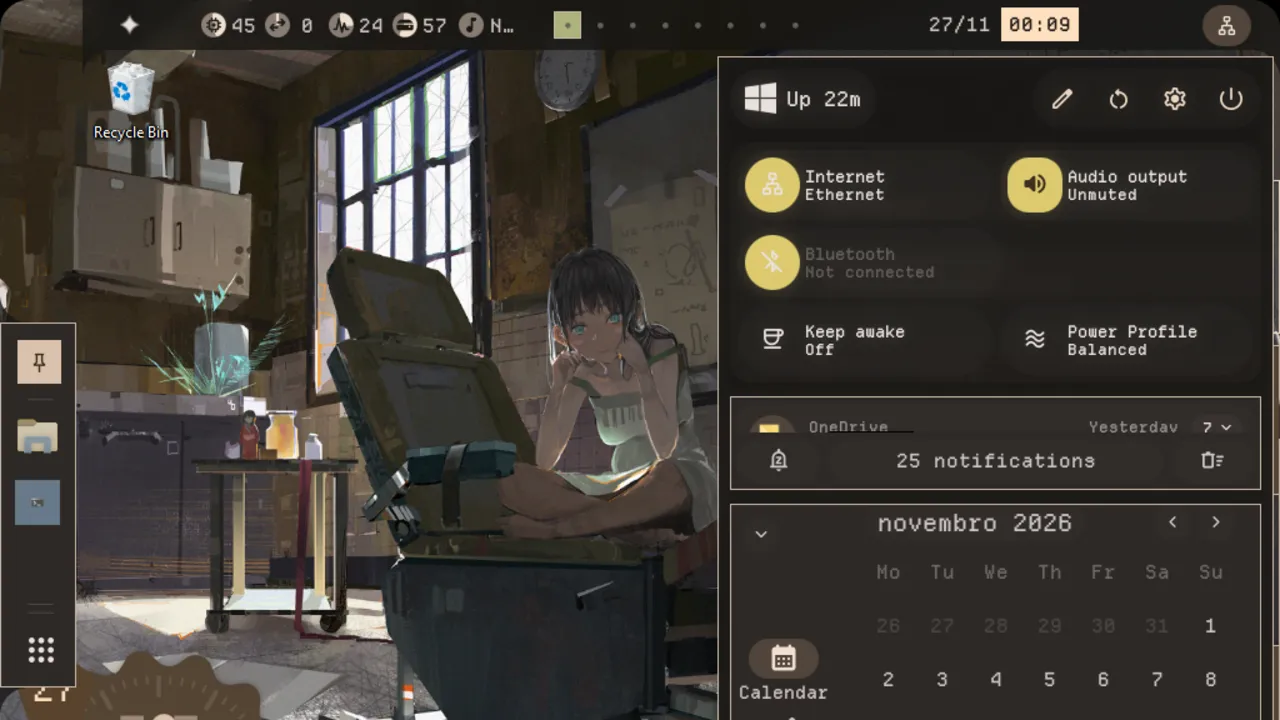 45 0 24 57 N…
27/11 00:09
Recycle Bin
Up 22m
Internet
Ethernet
Audio output
Unmuted
Bluetooth
Not connected
Keep awake
Off
Power Profile
Balanced
OneDrive Yesterday 7
25 notifications
novembro 2026
Mo Tu We Th Fr Sa Su
26 27 28 29 30 31 1
2 3 4 5 6 7 8
Calendar